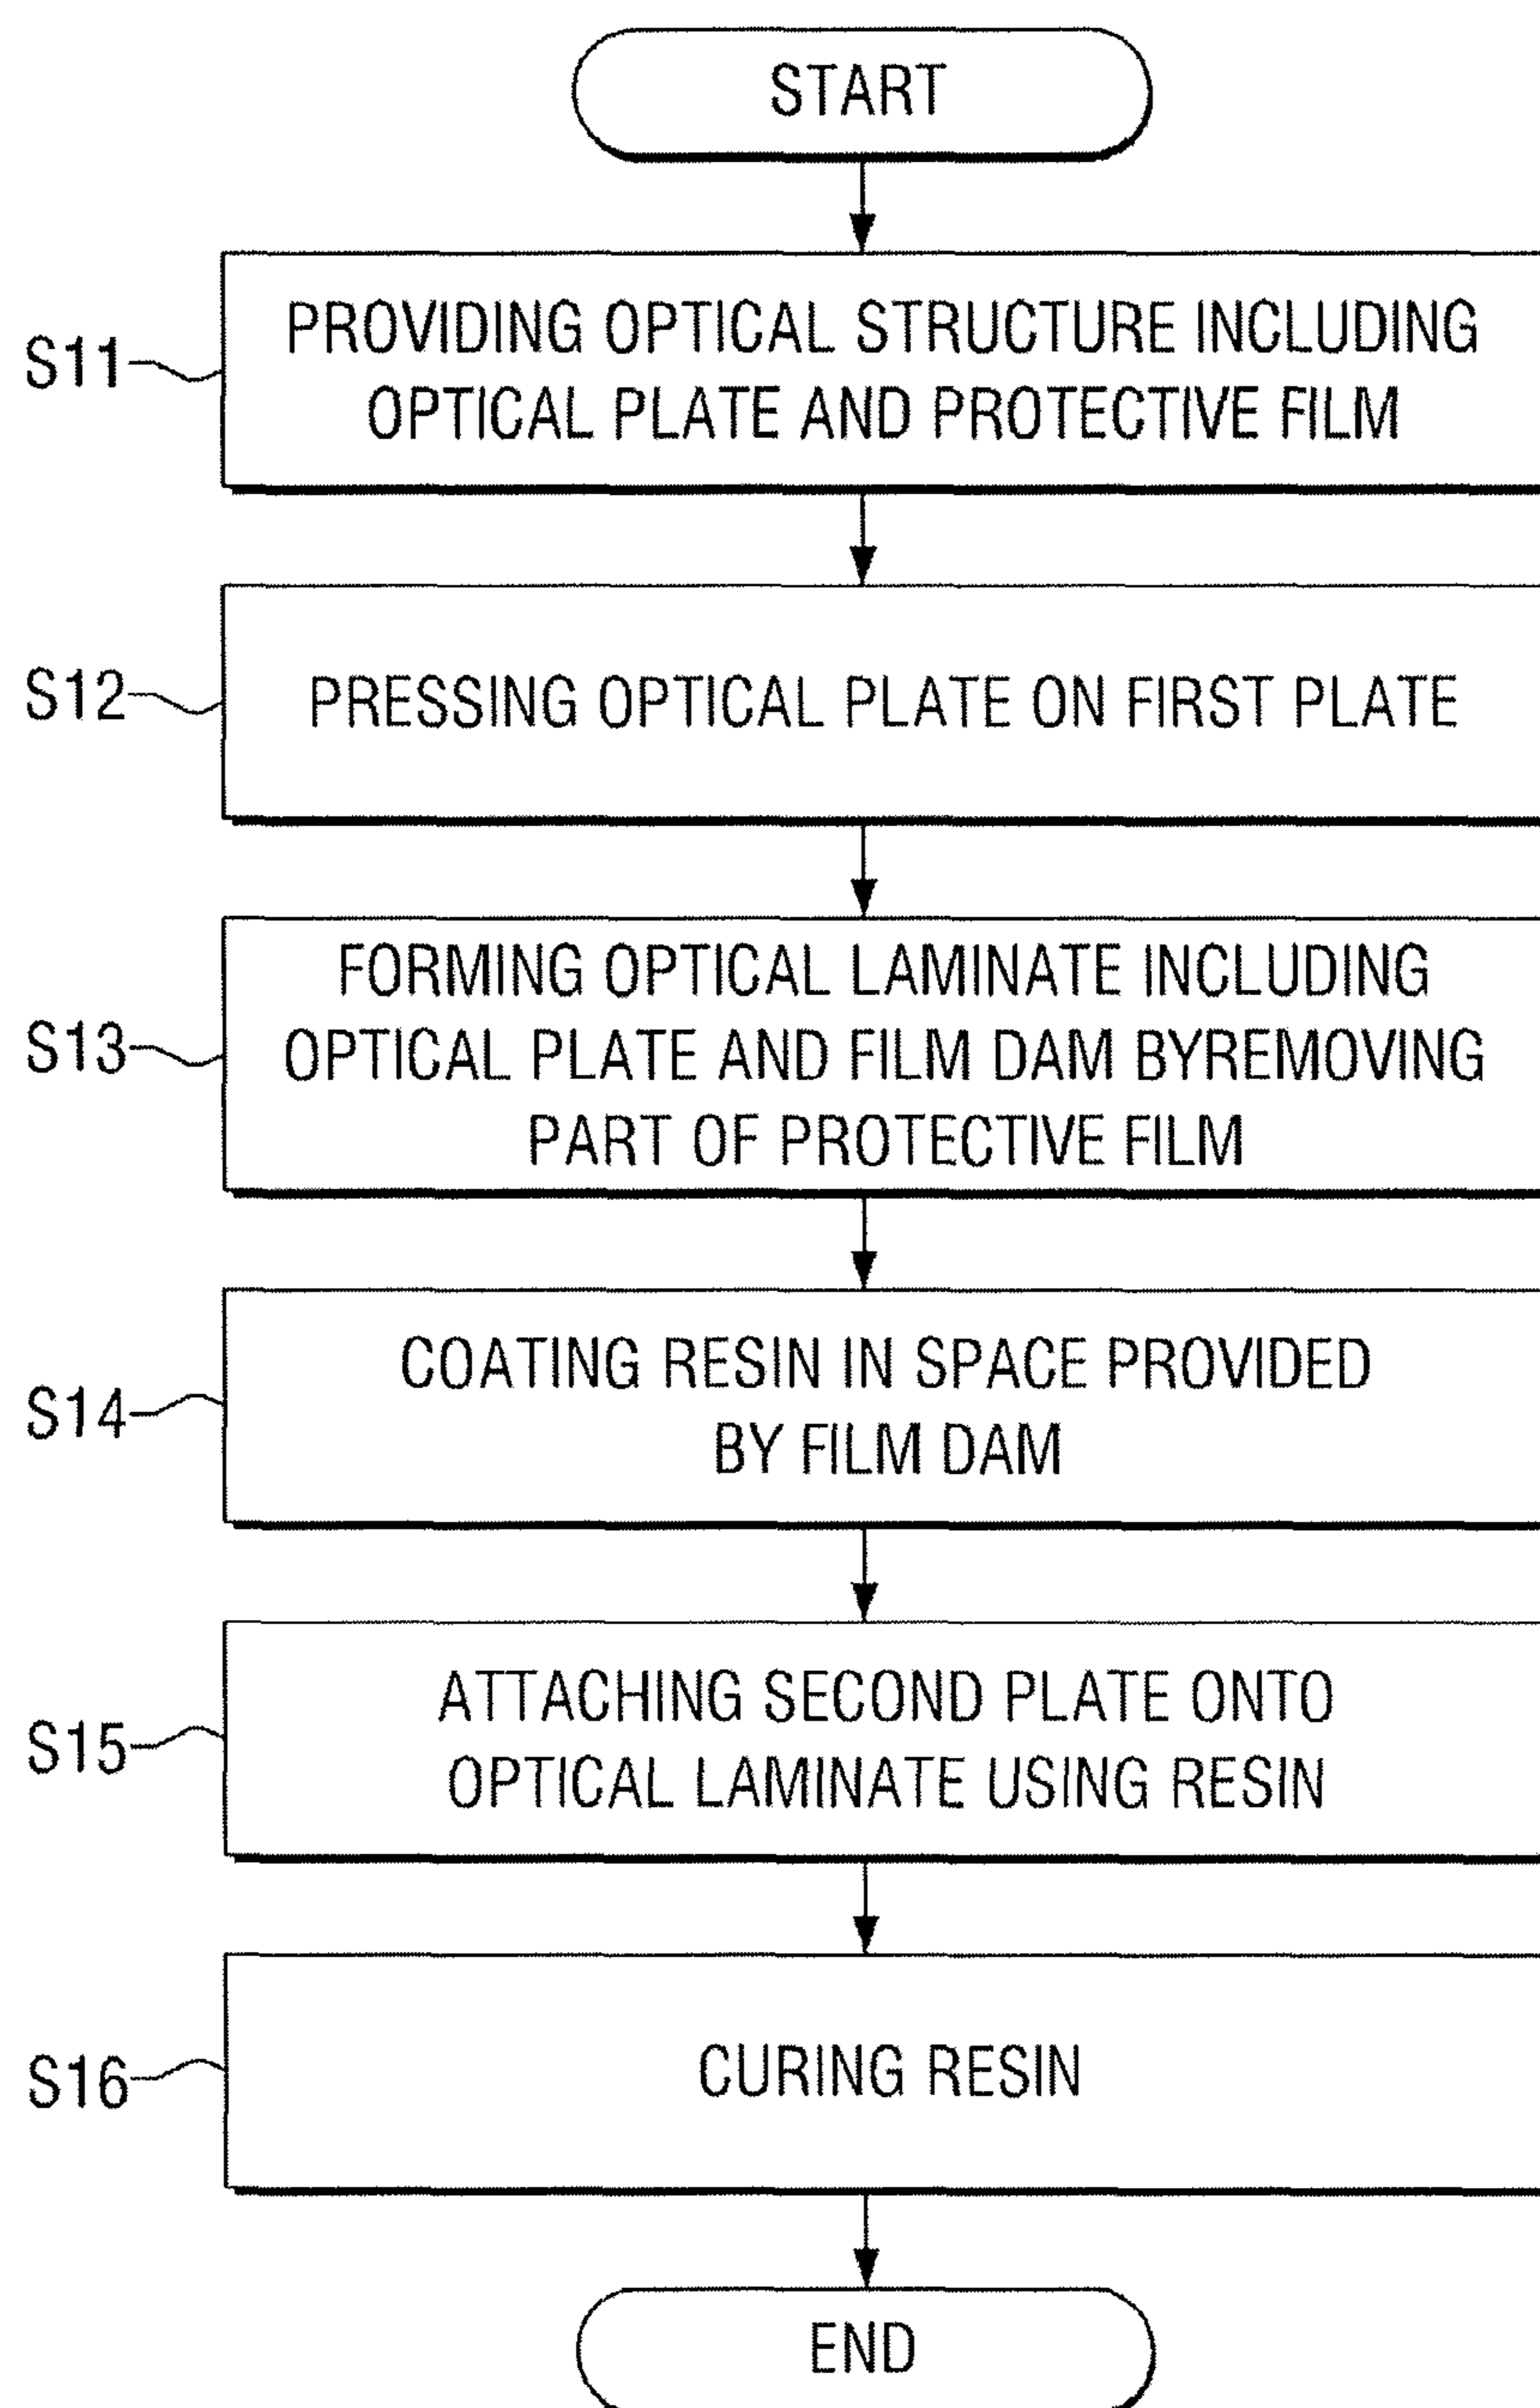 START
PROVIDING OPTICAL STRUCTURE INCLUDING
S11
OPTICAL PLATE AND PROTECTIVE FILM
S12
PRESSING OPTICAL PLATE ON FIRST PLATE
FORMING OPTICAL LAMINATE INCLUDING
S13
OPTICAL PLATE AND FILM DAM BYREMOVING
PART OF PROTECTIVE FILM
COATING RESIN IN SPACE PROVIDED
S14
BY FILM DAM
ATTACHING SECOND PLATE ONTO
S15
OPTICAL LAMINATE USING RESIN
S16
CURING RESIN
END